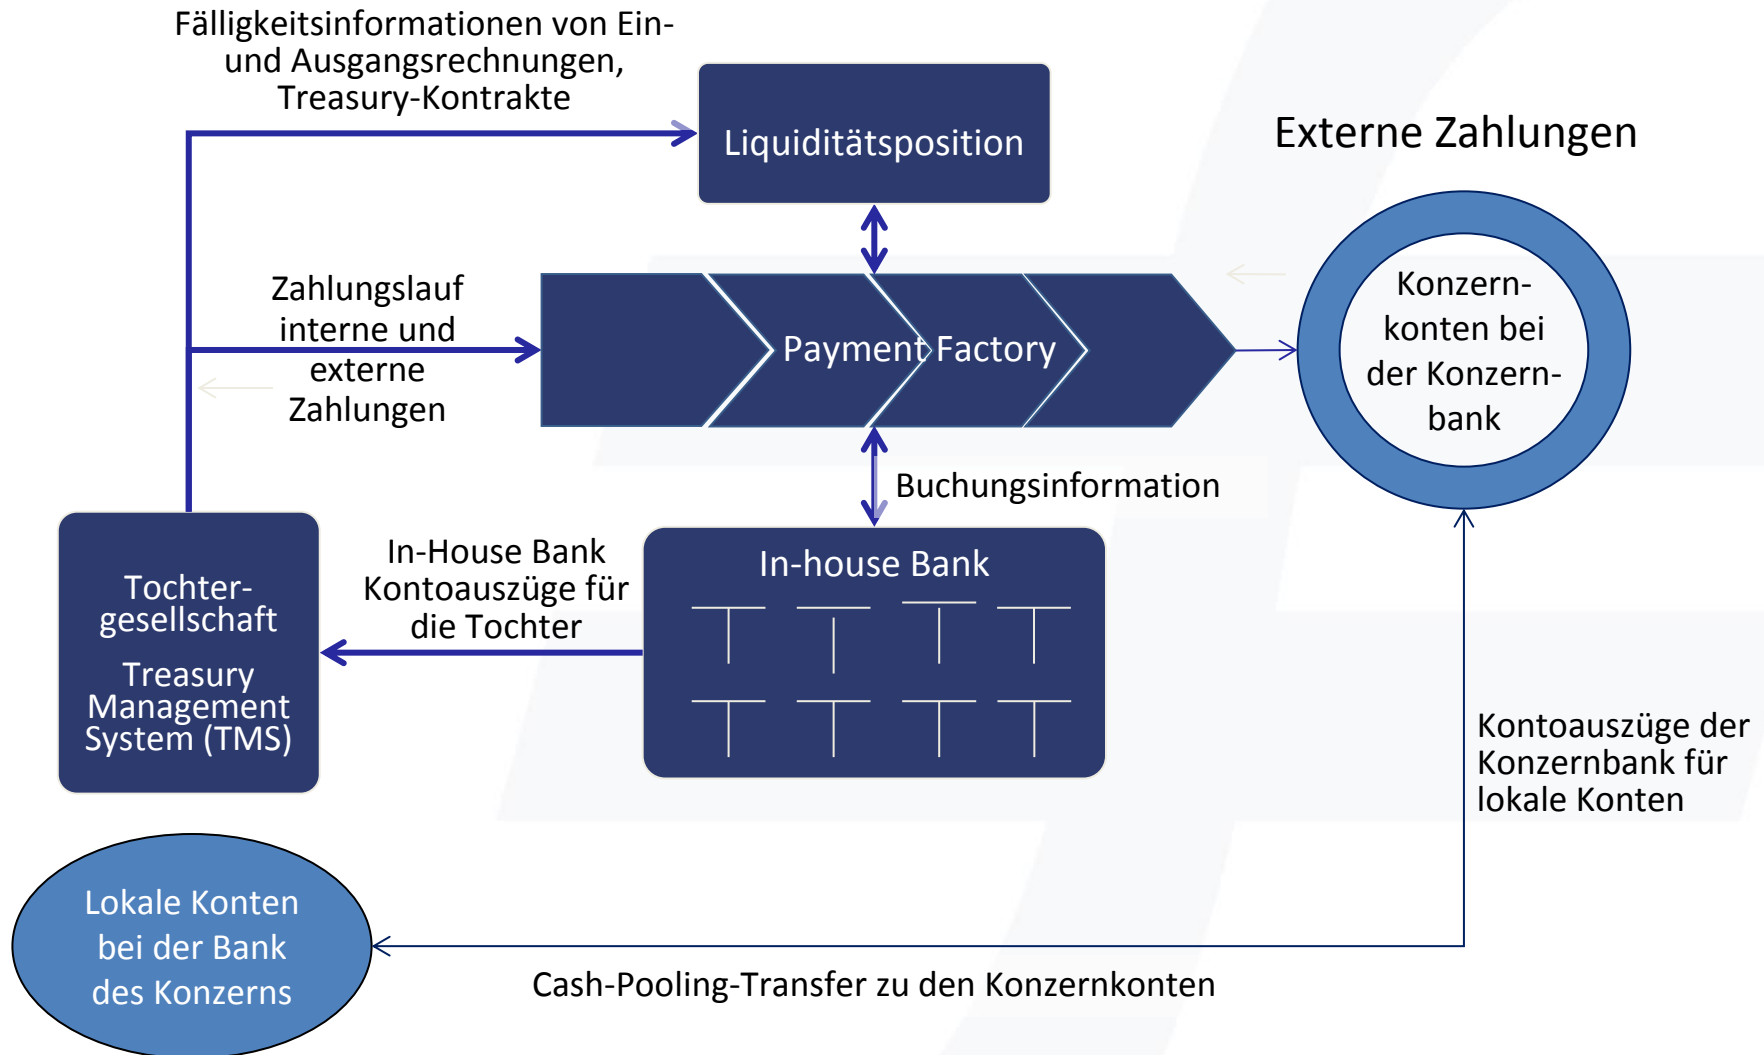 Fälligkeitsinformationen von Ein-
und Ausgangsrechnungen,
Treasury-Kontrakte
Liquiditätsposition
Externe Zahlungen
Zahlungslauf
interne und
externe
Zahlungen
Payment Factory
Konzern-
konten bei
der Konzern-
bank
Buchungsinformation
In-House Bank
Kontoauszüge für
die Tochter
In-house Bank
Tochter-
gesellschaft
Treasury
Management
System (TMS)
Kontoauszüge der
Konzernbank für
lokale Konten
Lokale Konten
bei der Bank
des Konzerns
Cash-Pooling-Transfer zu den Konzernkonten